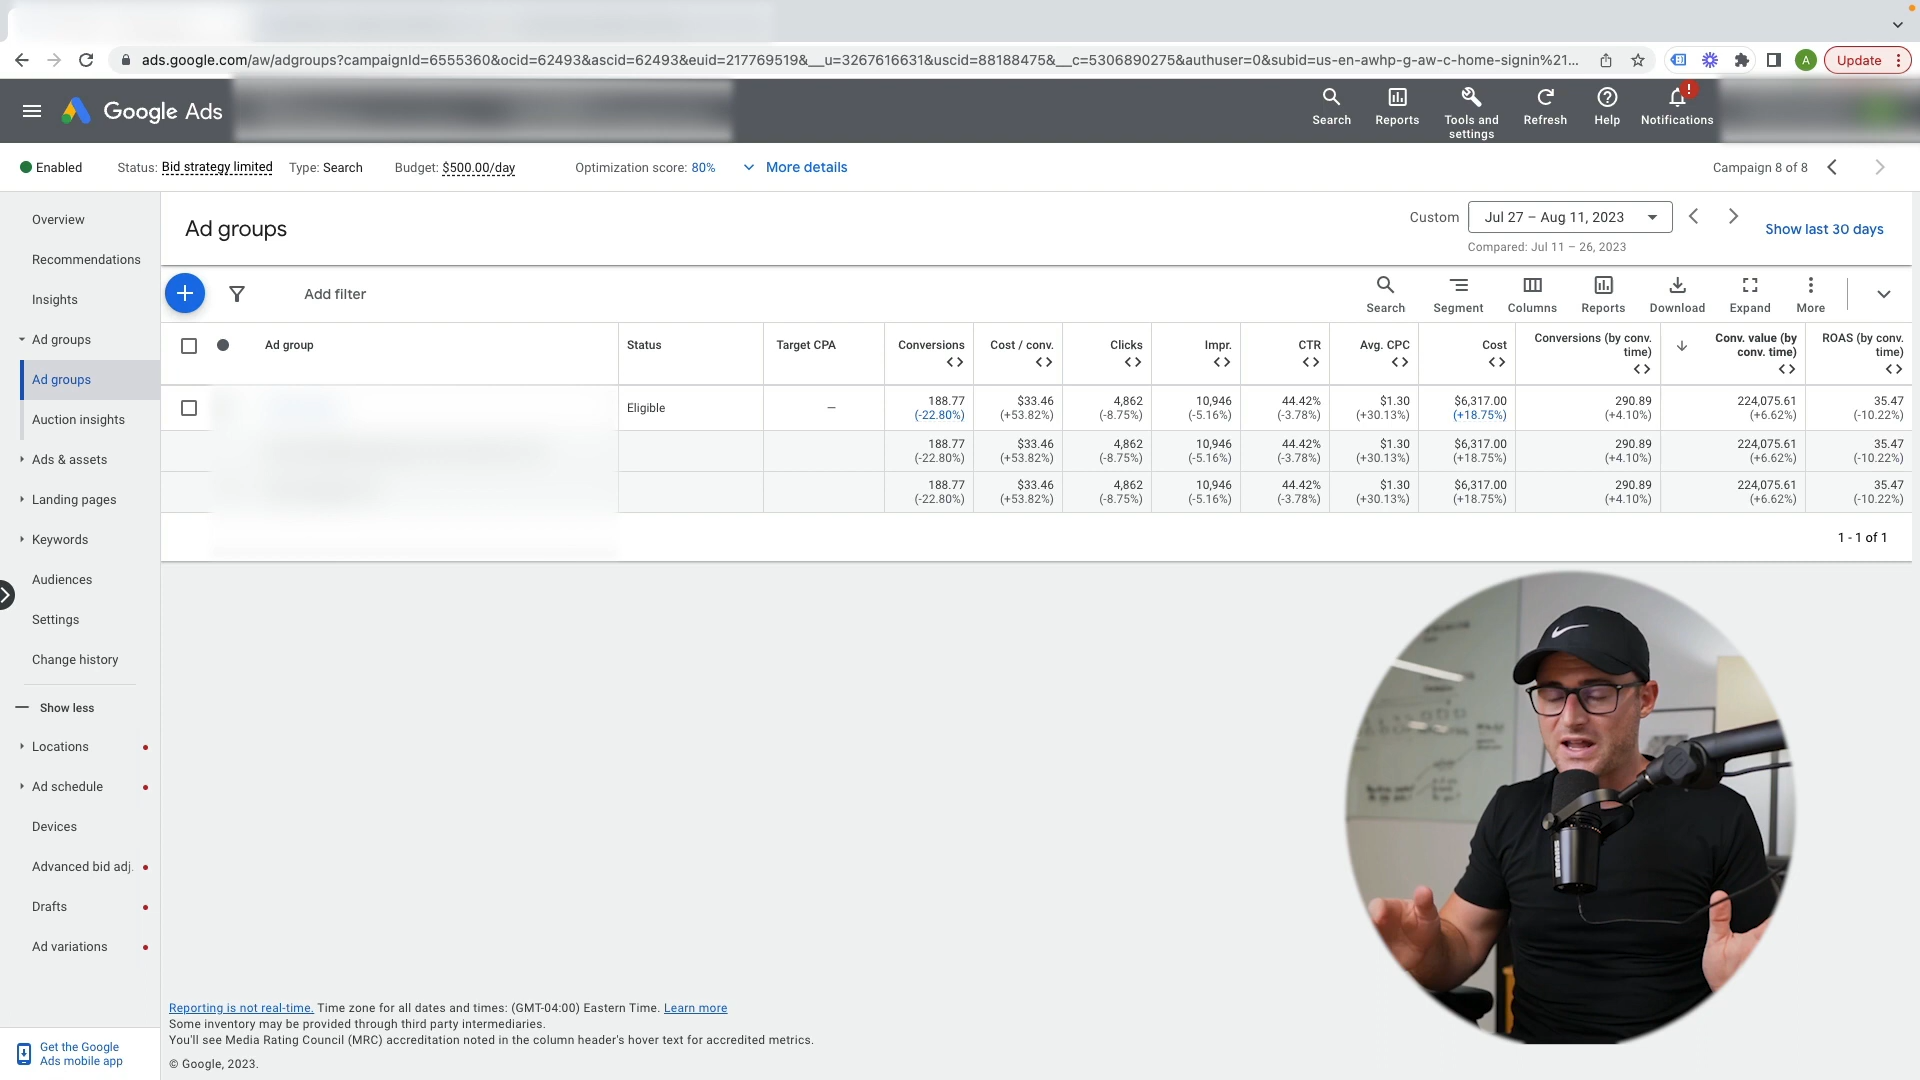 ads.google.com/aw/adgroups?campaignId=6555360&ocid=62493&ascid=62493&euid=217769519&__u=3267616631&uscid=88188475&__c=5306890275&authuser=0&subid=us-en-awhp-g-aw-c-home-signin%21... A Update
Google Ads Search Reports Tools and settings Refresh Help Notifications
Enabled Status: Bid strategy limited Type: Search Budget: $500.00/day Optimization score: 80% More details Campaign 8 of 8
Overview
Recommendations
Insights
Ad groups
Ad groups
Auction insights
Ads & assets
Landing pages
Keywords
Audiences
Settings
Change history
Show less
Locations
Ad schedule
Devices
Advanced bid adj.
Drafts
Ad variations
Get the Google
Ads mobile app
Ad groups
Custom Jul 27 – Aug 11, 2023 Show last 30 days
Compared: Jul 11 – 26, 2023
Add filter Search Segment Columns Reports Download Expand More
Ad group Status Target CPA Conversions Cost / conv. Clicks Impr. CTR Avg. CPC Cost Conversions (by conv. time) Conv. value (by conv. time) ROAS (by conv. time)
Eligible — 188.77 $33.46 4,862 10,946 44.42% $1.30 $6,317.00 290.89 224,075.61 35.47
(-22.80%) (+53.82%) (-8.75%) (-5.16%) (-3.78%) (+30.13%) (+18.75%) (+4.10%) (+6.62%) (-10.22%)
188.77 $33.46 4,862 10,946 44.42% $1.30 $6,317.00 290.89 224,075.61 35.47
(-22.80%) (+53.82%) (-8.75%) (-5.16%) (-3.78%) (+30.13%) (+18.75%) (+4.10%) (+6.62%) (-10.22%)
188.77 $33.46 4,862 10,946 44.42% $1.30 $6,317.00 290.89 224,075.61 35.47
(-22.80%) (+53.82%) (-8.75%) (-5.16%) (-3.78%) (+30.13%) (+18.75%) (+4.10%) (+6.62%) (-10.22%)
1 - 1 of 1
SHURE
Reporting is not real-time. Time zone for all dates and times: (GMT-04:00) Eastern Time. Learn more
Some inventory may be provided through third party intermediaries.
You'll see Media Rating Council (MRC) accreditation noted in the column header's hover text for accredited metrics.
© Google, 2023.